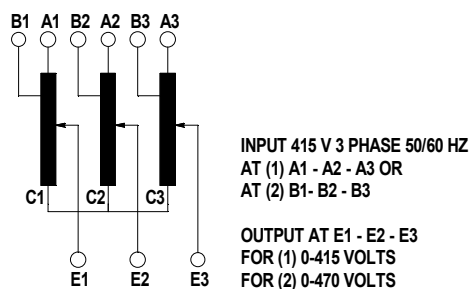 B1 A1 B2 A2 B3 A3
C1 C2 C3
E1 E2 E3
INPUT 415 V 3 PHASE 50/60 HZ
AT (1) A1 - A2 - A3 OR
AT (2) B1- B2 - B3
OUTPUT AT E1 - E2 - E3
FOR (1) 0-415 VOLTS
FOR (2) 0-470 VOLTS